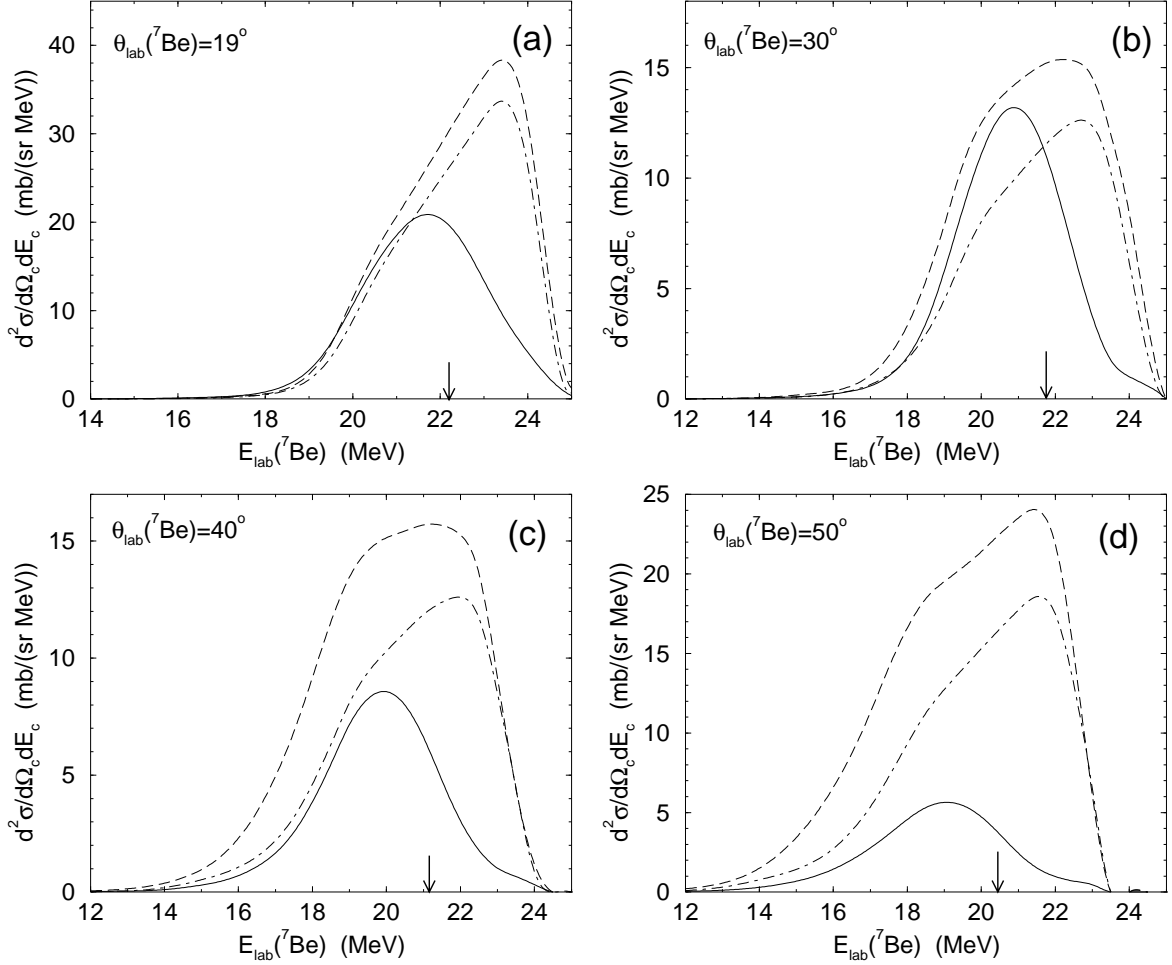 θlab(⁷Be)=19°
(a)
d²σ/dΩcdEc (mb/(sr MeV))
40
30
20
10
0
14 16 18 20 22 24
Elab(⁷Be) (MeV)
θlab(⁷Be)=30°
(b)
d²σ/dΩcdEc (mb/(sr MeV))
15
10
5
0
12 14 16 18 20 22 24
Elab(⁷Be) (MeV)
θlab(⁷Be)=40°
(c)
d²σ/dΩcdEc (mb/(sr MeV))
15
10
5
0
12 14 16 18 20 22 24
Elab(⁷Be) (MeV)
θlab(⁷Be)=50°
(d)
d²σ/dΩcdEc (mb/(sr MeV))
25
20
15
10
5
0
12 14 16 18 20 22 24
Elab(⁷Be) (MeV)